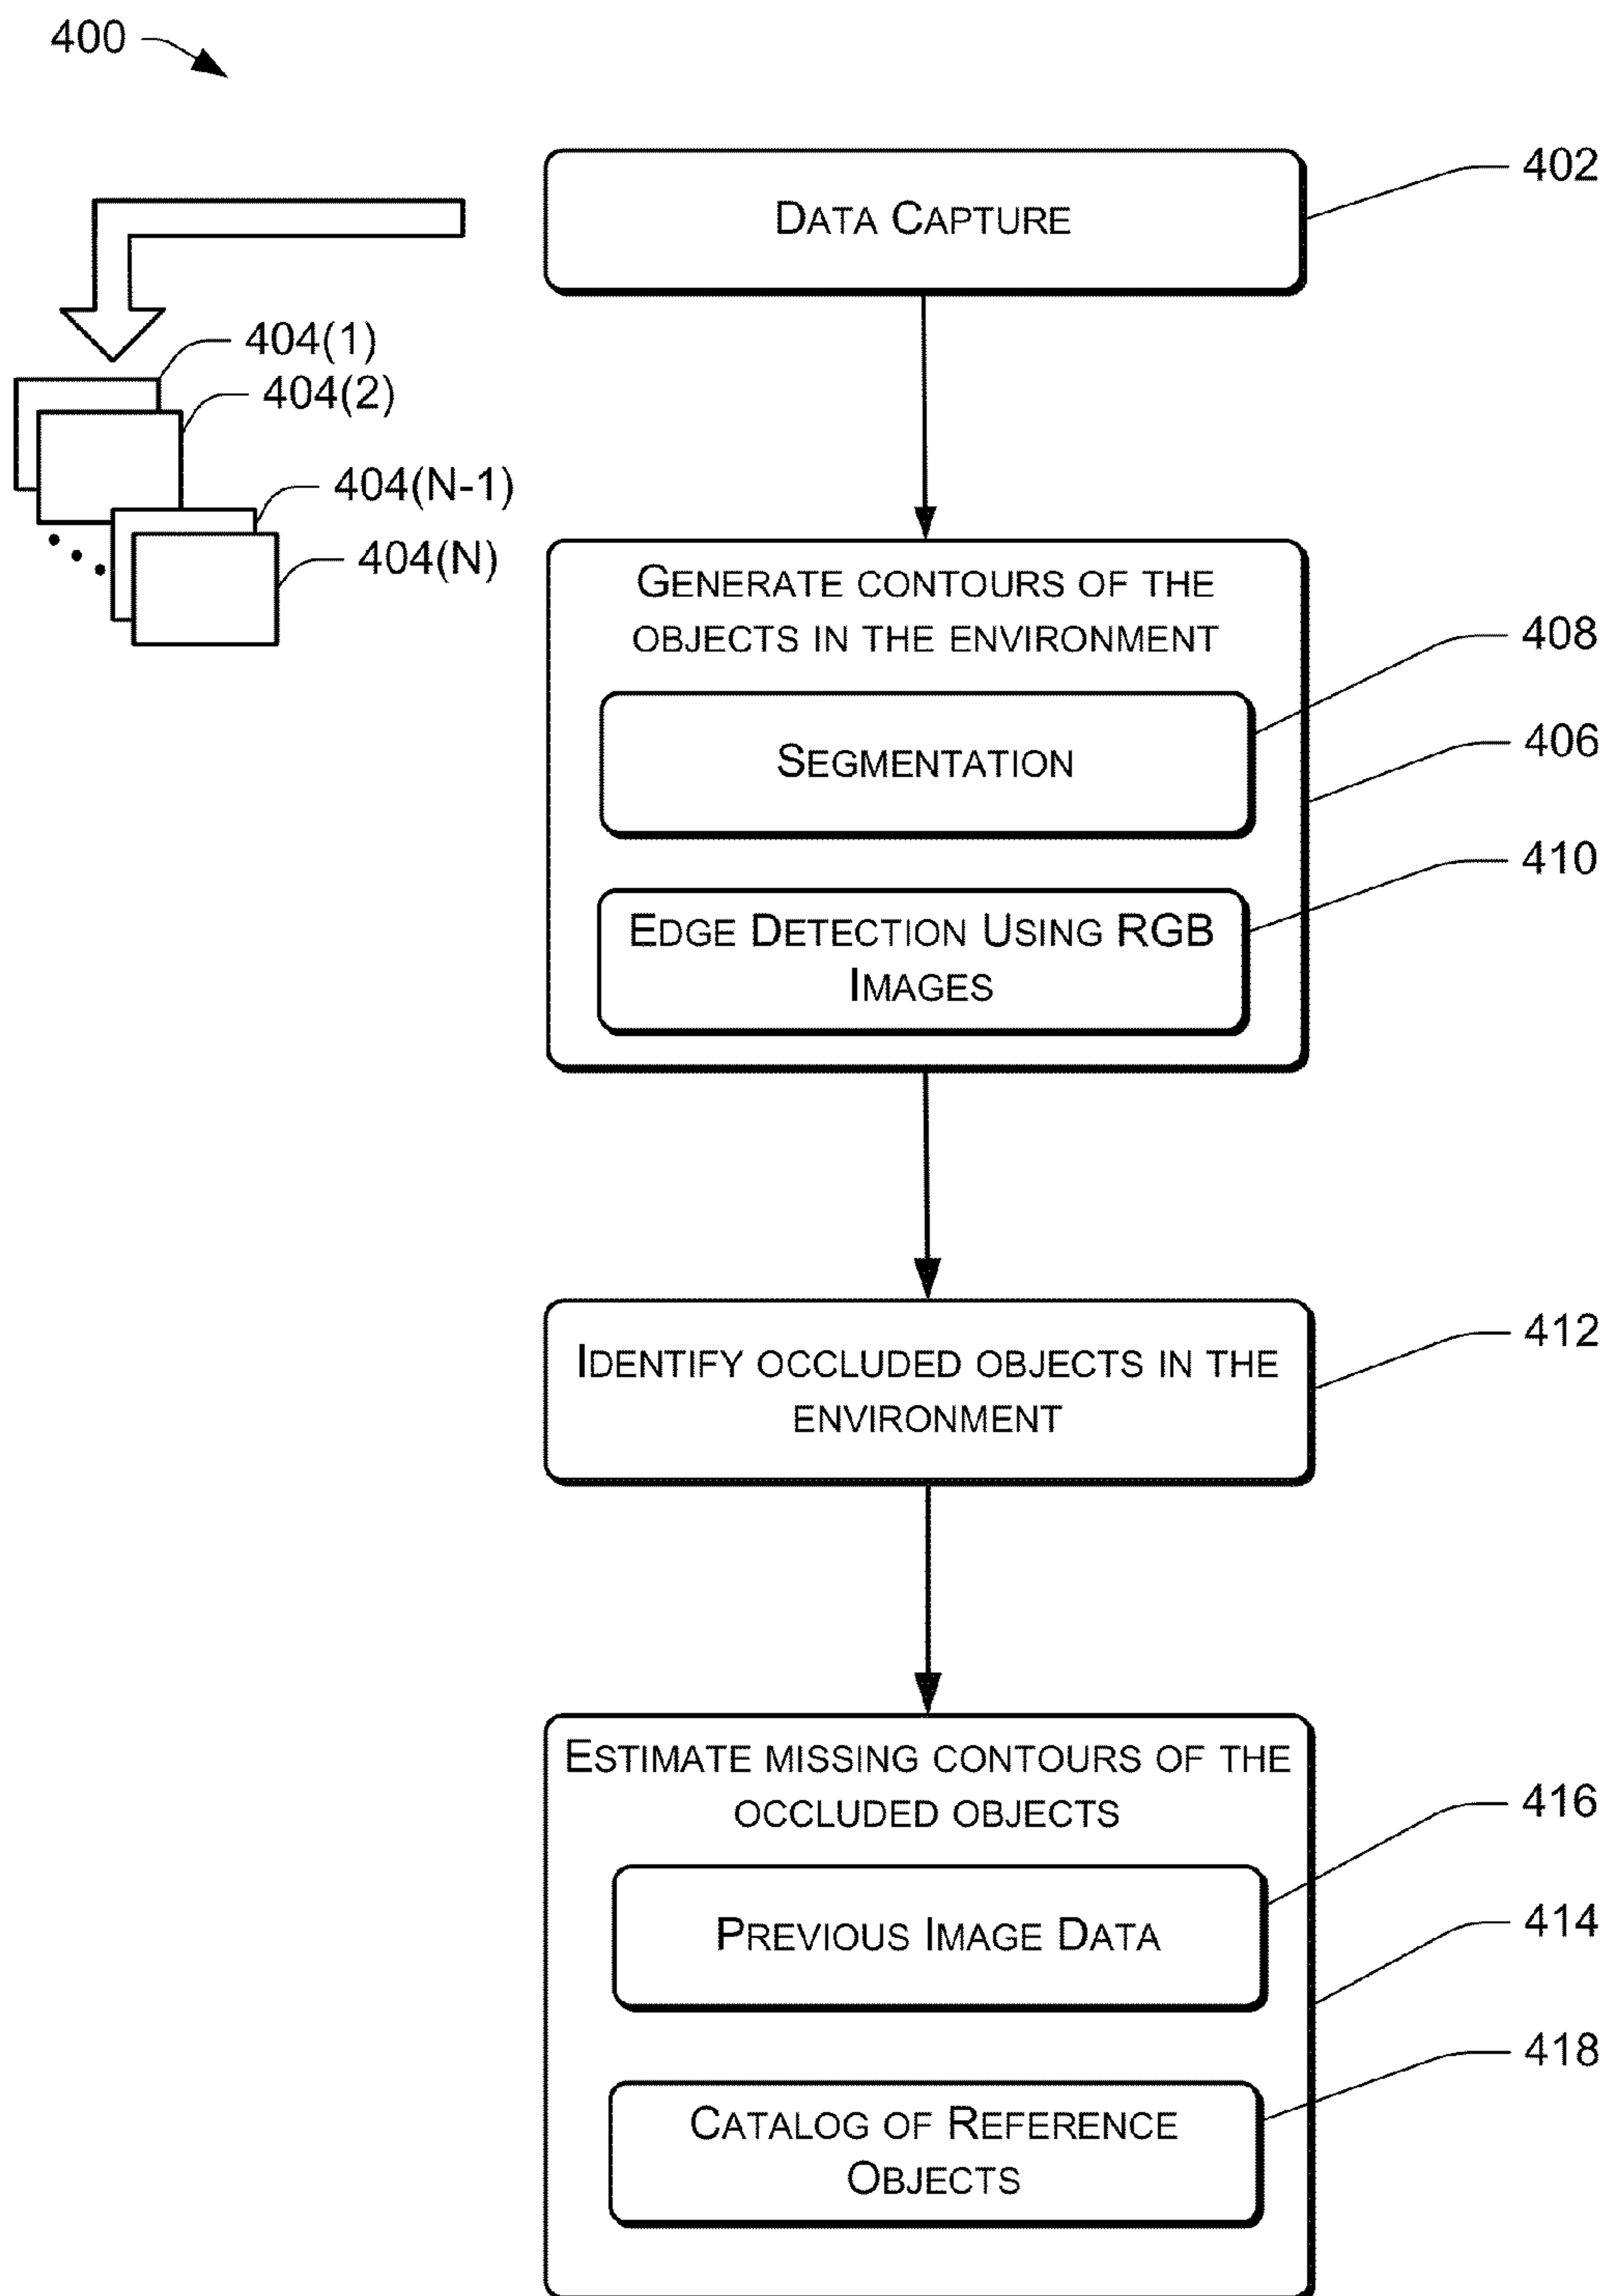 400
DATA CAPTURE
402
404(1)
404(2)
404(N-1)
404(N)
GENERATE CONTOURS OF THE
OBJECTS IN THE ENVIRONMENT
408
SEGMENTATION
406
410
EDGE DETECTION USING RGB
IMAGES
412
IDENTIFY OCCLUDED OBJECTS IN THE
ENVIRONMENT
ESTIMATE MISSING CONTOURS OF THE
OCCLUDED OBJECTS
416
PREVIOUS IMAGE DATA
414
418
CATALOG OF REFERENCE
OBJECTS